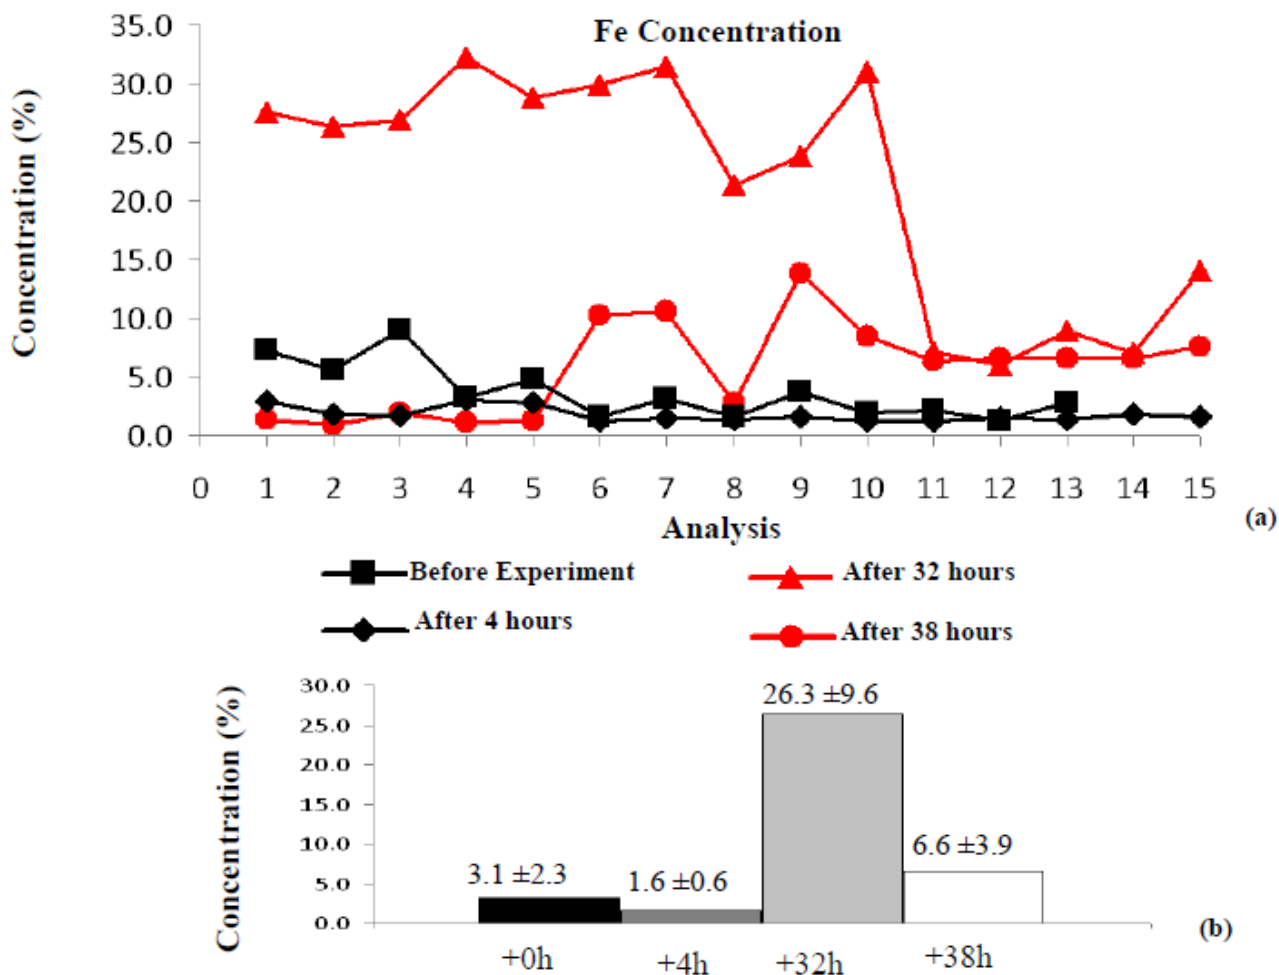 Fe Concentration
Concentration (%)
35.0
30.0
25.0
20.0
15.0
10.0
5.0
0.0
0 1 2 3 4 5 6 7 8 9 10 11 12 13 14 15
Analysis
(a)
Before Experiment
After 32 hours
After 4 hours
After 38 hours
Concentration (%)
30.0
25.0
20.0
15.0
10.0
5.0
0.0
3.1 ±2.3
1.6 ±0.6
26.3 ±9.6
6.6 ±3.9
+0h +4h +32h +38h
(b)